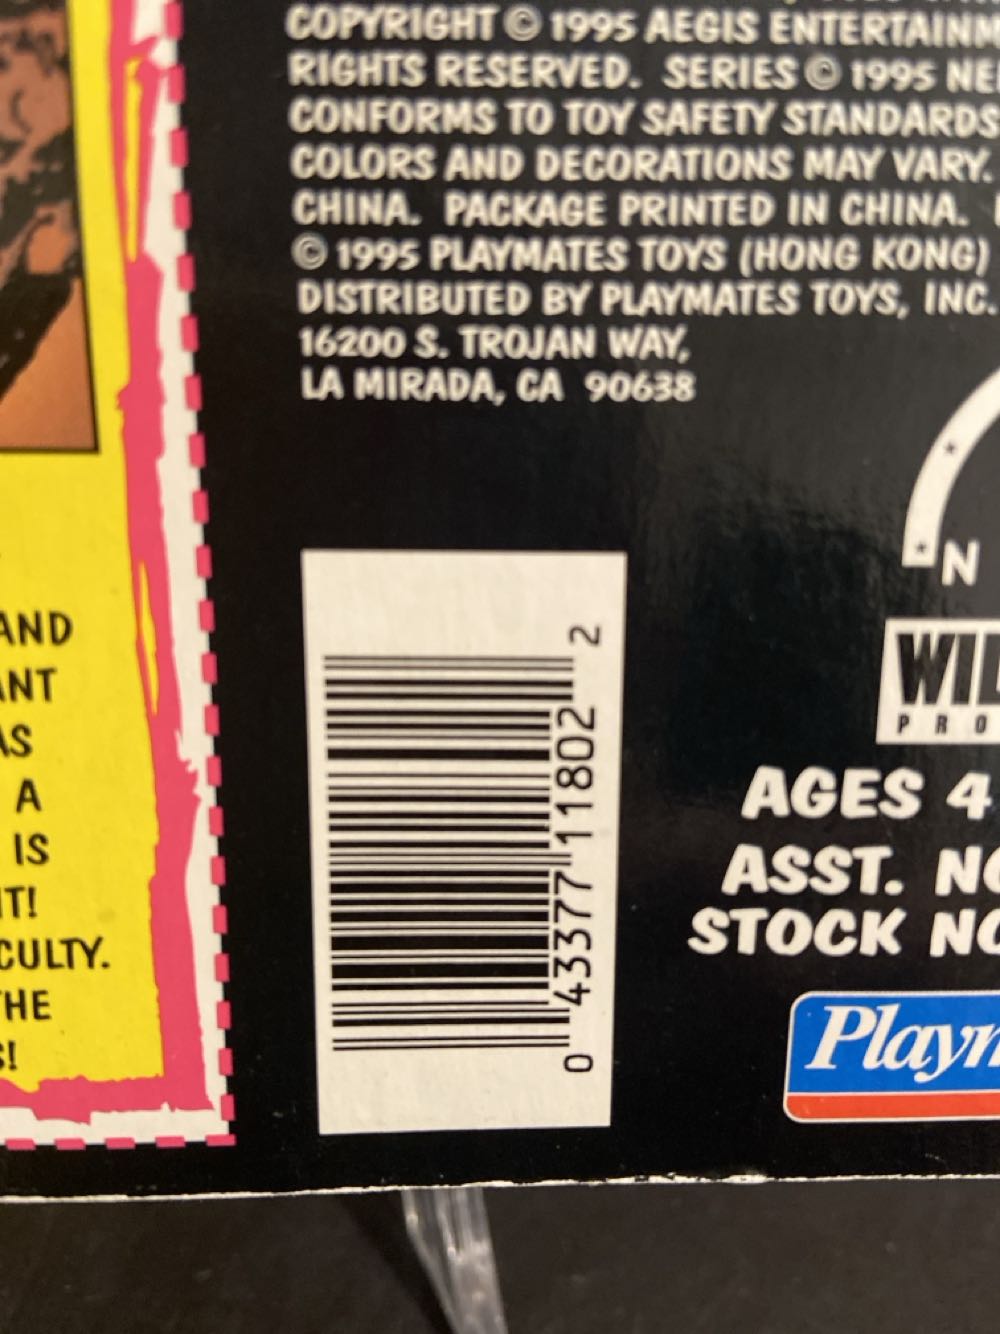 COPYRIGHT © 1995 AEGIS
RIGHTS RESERVED. SERIES © 1995
CONFORMS TO TOY SAFETY STANDARDS
COLORS AND DECORATIONS MAY VARY.
CHINA. PACKAGE PRINTED IN CHINA.
© 1995 PLAYMATES TOYS (HONG KONG)
DISTRIBUTED BY PLAYMATES TOYS, INC.
16200 S. TROJAN WAY,
LA MIRADA, CA 90638
AND
ANT
AS
A
IS
IT!
CULTY.
THE
S!
0 43377 11802 2
N
WIL
PRO
AGES 4
ASST. NO
STOCK NO
Playm